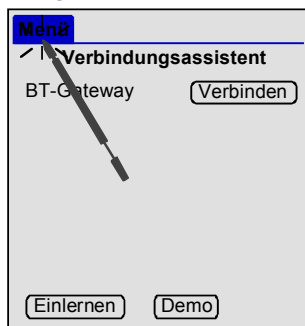 Menü
Verbindungsassistent
BT-Gateway Verbinden
Einlernen Demo